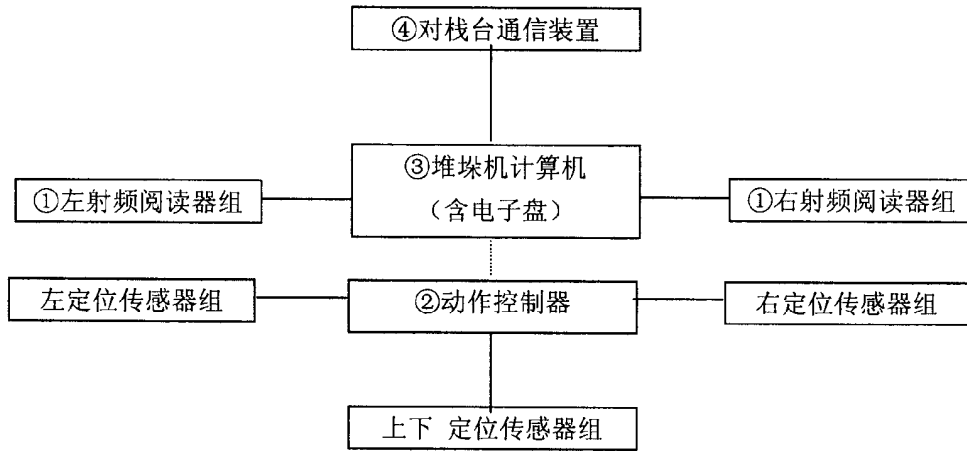 ④对栈台通信装置
③堆垛机计算机
（含电子盘）
①左射频阅读器组
①右射频阅读器组
左定位传感器组
②动作控制器
右定位传感器组
上下 定位传感器组